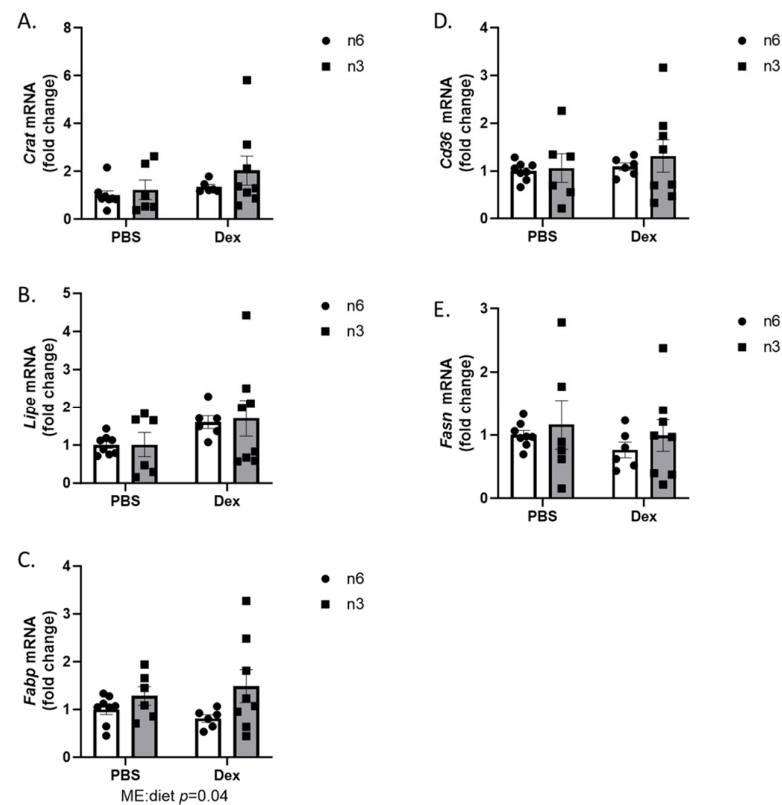 A.
Crat mRNA
(fold change)
8
6
4
2
0
PBS
Dex
n6
n3
B.
Lipe mRNA
(fold change)
5
4
3
2
1
0
PBS
Dex
n6
n3
C.
Fabp mRNA
(fold change)
4
3
2
1
0
PBS
Dex
ME:diet p=0.04
n6
n3
D.
Cd36 mRNA
(fold change)
4
3
2
1
0
PBS
Dex
n6
n3
E.
Fasn mRNA
(fold change)
3
2
1
0
PBS
Dex
n6
n3